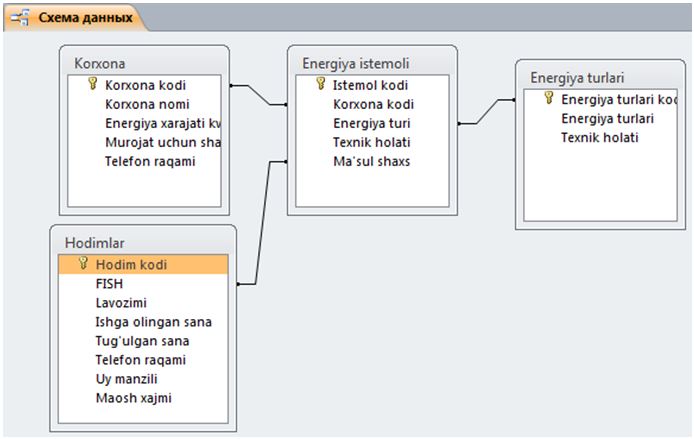 Схема данных
Korxona
Korxona kodi
Korxona nomi
Energiya xarajati kv
Murojat uchun sha
Telefon raqami
Energiya istemoli
Istemol kodi
Korxona kodi
Energiya turi
Texnik holati
Ma'sul shaxs
Energiya turlari
Energiya turlari kod
Energiya turlari
Texnik holati
Hodimlar
Hodim kodi
FISH
Lavozimi
Ishga olingan sana
Tug'ulgan sana
Telefon raqami
Uy manzili
Maosh xajmi